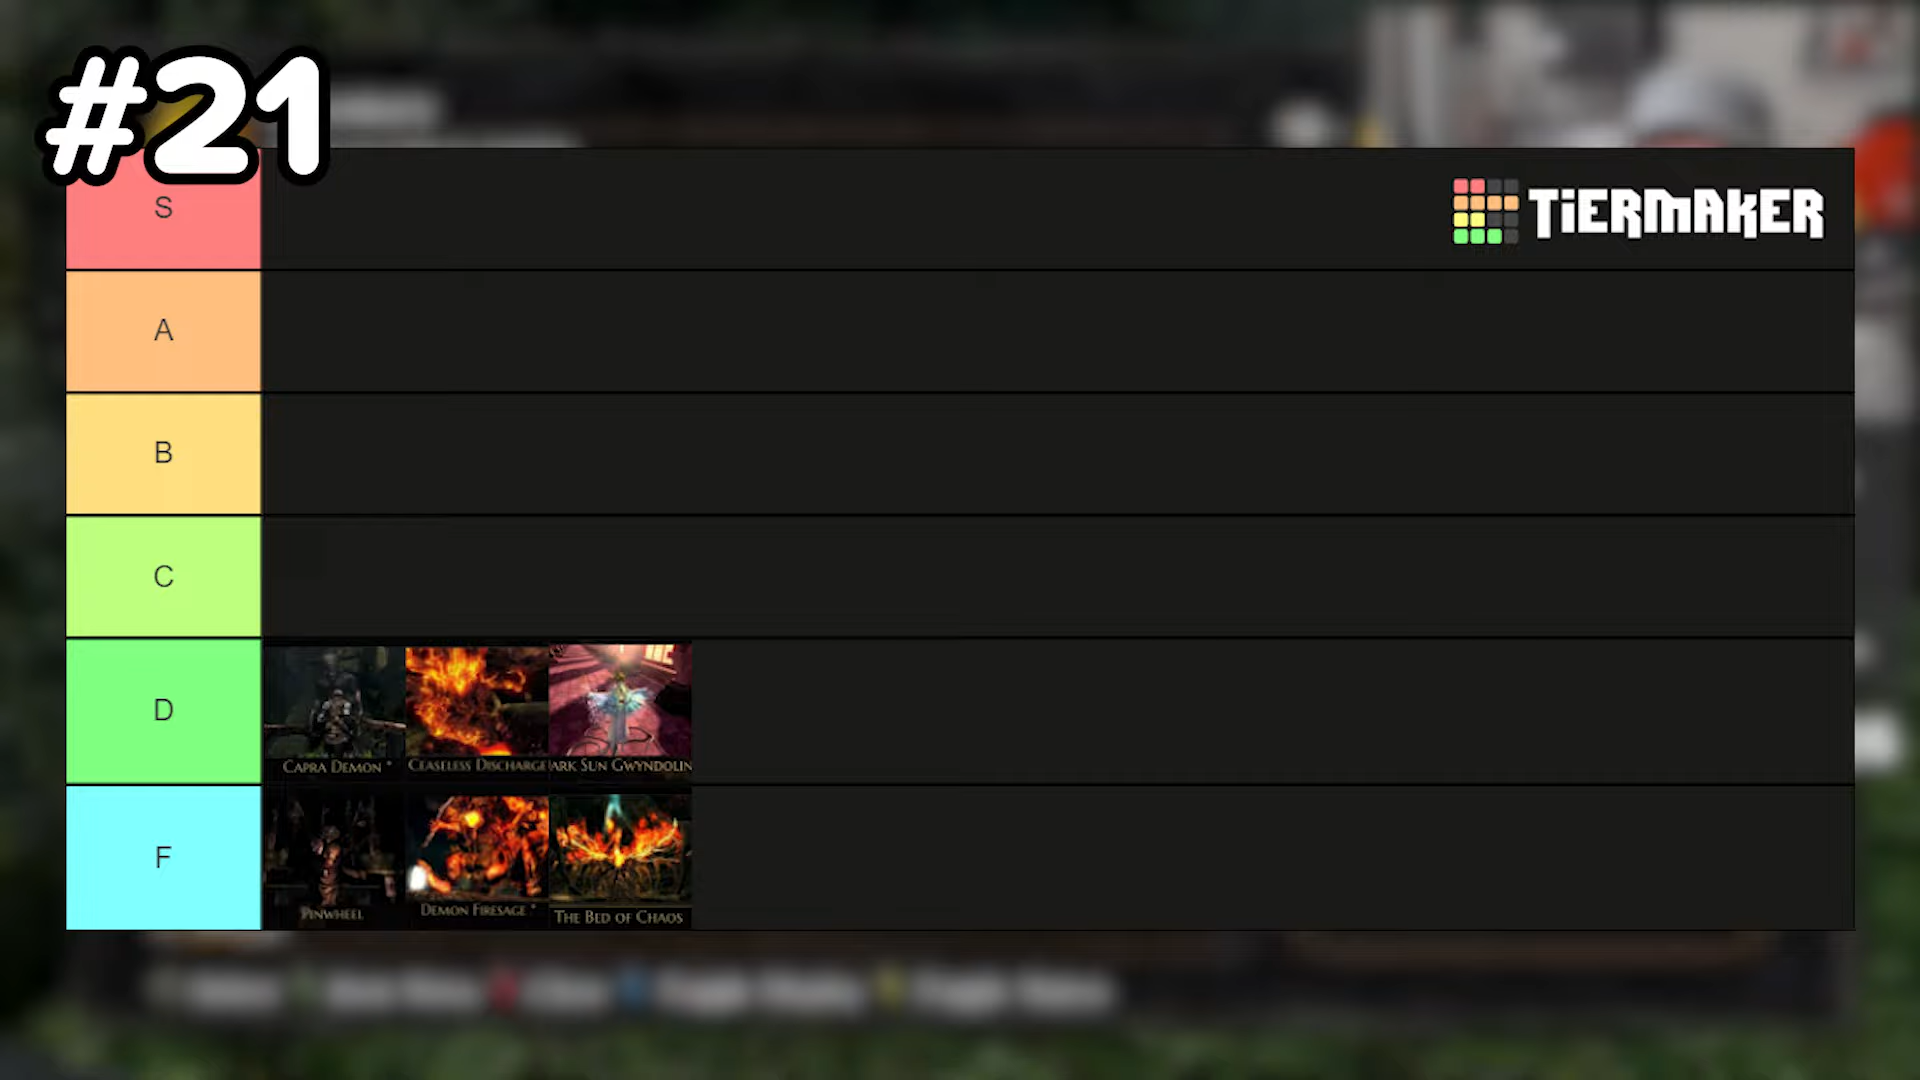 #21
S
TiERMAKER
A
B
C
D
CAPRA DEMON *
CEASELESS DISCHARGE
ARK SUN GWYNDOLIN
F
PINWHEEL
DEMON FIRESAGE *
THE BED OF CHAOS